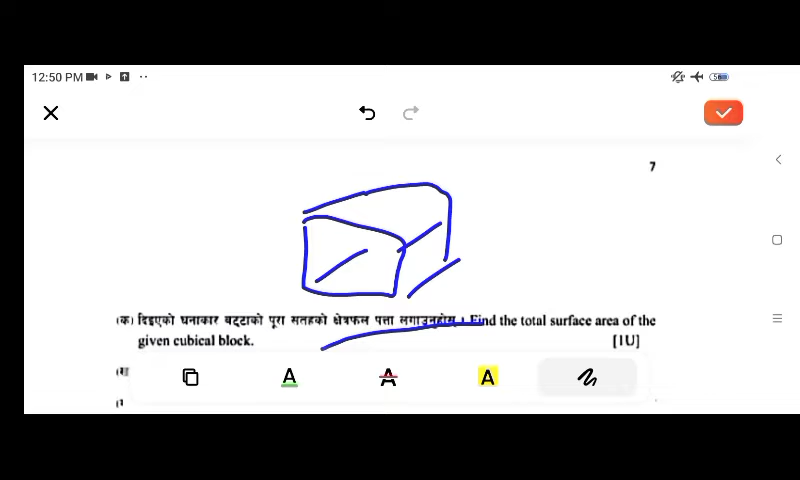 12:50 PM
58
7
(क) दिइएको घनाकार बट्टाको पूरा सतहको क्षेत्रफल पत्ता लगाउनुहोस् । Find the total surface area of the
given cubical block. [1U]
(ख)
A A A